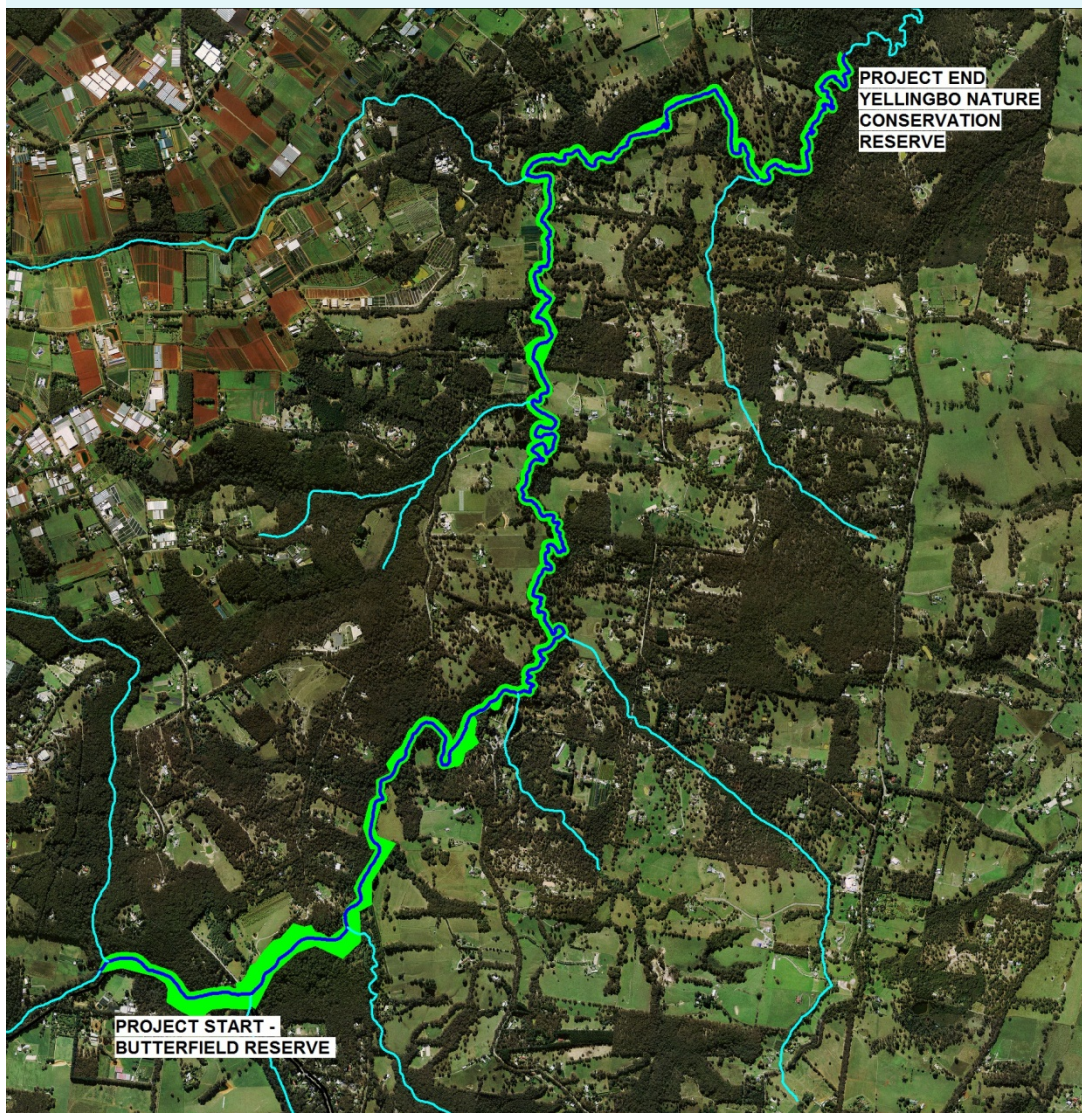 PROJECT END
YELLINGBO NATURE
CONSERVATION
RESERVE
PROJECT START -
BUTTERFIELD RESERVE